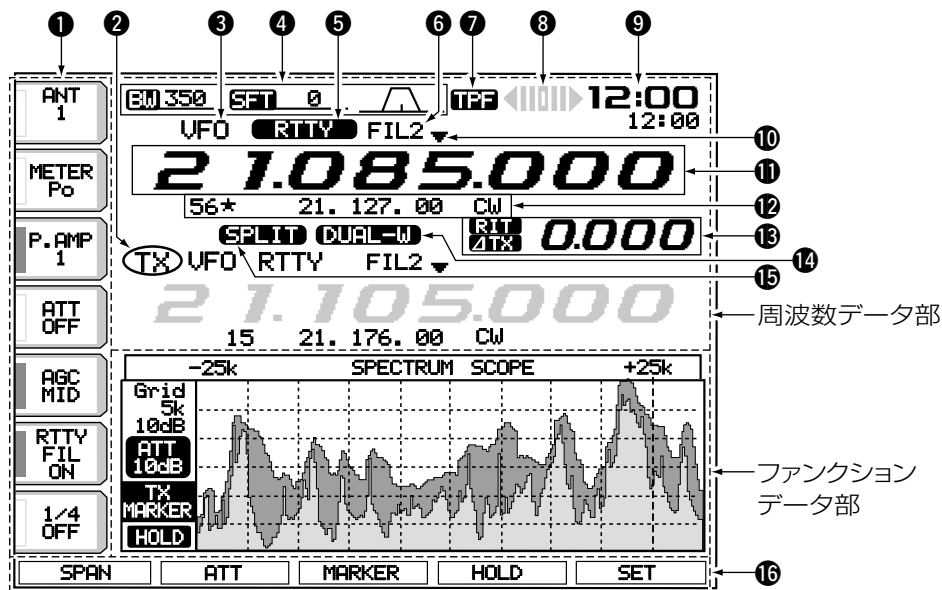 ❶ ❷ ❸ ❹ ❺ ❻ ❼ ❽ ❾
ANT
1
METER
Po
P.AMP
1
ATT
OFF
AGC
MID
RTTY
FIL
ON
1/4
OFF
BW 350 SFT 0 TPF 12:00
12:00
VFO RTTY FIL2
❿
21.085.000
⓫
56★ 21.127.00 CW
⓬
RIT
⊿TX
0.000
⓭
SPLIT DUAL-W
⓮
⓯
TX VFO RTTY FIL2
21.105.000
周波数データ部
15 21.176.00 CW
-25k SPECTRUM SCOPE +25k
Grid
5k
10dB
ATT
10dB
TX
MARKER
HOLD
ファンクション
データ部
SPAN ATT MARKER HOLD SET
⓰